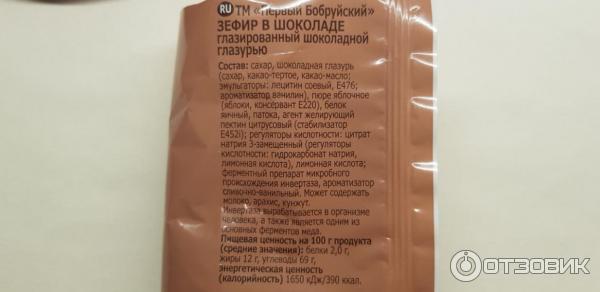 RU ТМ «Первый Бобруйский»
ЗЕФИР В ШОКОЛАДЕ
глазированный шоколадной
глазурью
Состав: сахар, шоколадная глазурь
(сахар, какао-тертое, какао-масло;
эмульгаторы: лецитин соевый, Е476;
ароматизатор ванилин), пюре яблочное
(яблоки, консервант Е220), белок
яичный, патока, агент желирующий
пектин цитрусовый (стабилизатор
Е452i); регуляторы кислотности: цитрат
натрия 3-замещенный (регуляторы
кислотности: гидрокарбонат натрия,
лимонная кислота), лимонная кислота;
ферментный препарат микробного
происхождения инвертаза, ароматизатор
сливочно-ванильный. Может содержать
молоко, арахис, кунжут.
Инвертаза вырабатывается в организме
человека, а также является одним из
основных ферментов меда.
Пищевая ценность на 100 г продукта
(средние значения): белки 2,0 г,
жиры 12 г, углеводы 69 г,
энергетическая ценность
(калорийность) 1650 кДж/390 ккал.
ОТЗОВИК